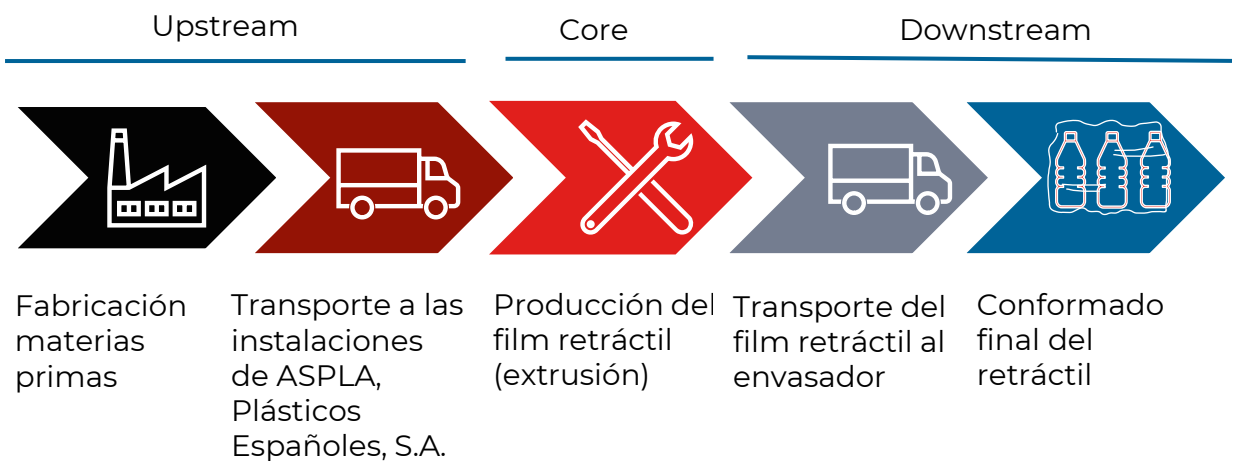 Upstream
Core
Downstream
Fabricación
materias
primas
Transporte a las
instalaciones
de ASPLA,
Plásticos
Españoles, S.A.
Producción del
film retráctil
(extrusión)
Transporte del
film retráctil al
envasador
Conformado
final del
retráctil